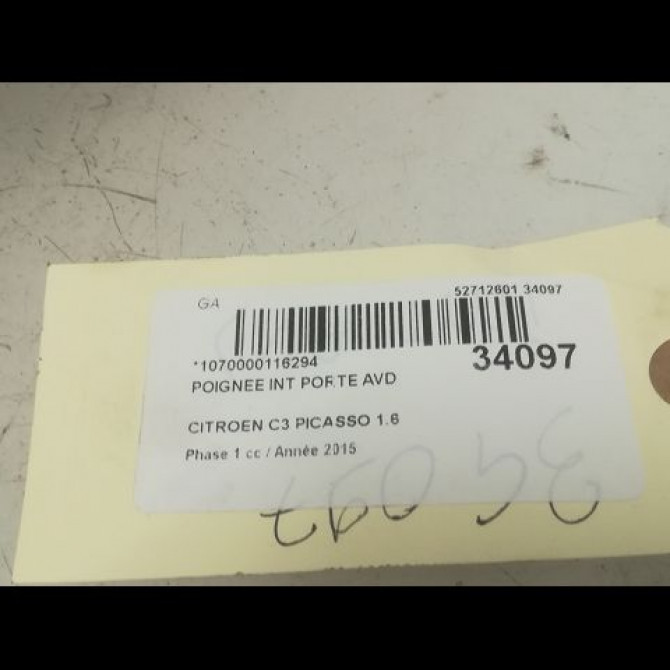 GA
52712601 34097
*1070000116294
34097
POIGNEE INT PORTE AVD
CITROEN C3 PICASSO 1.6
Phase 1 cc / Année 2015
34097